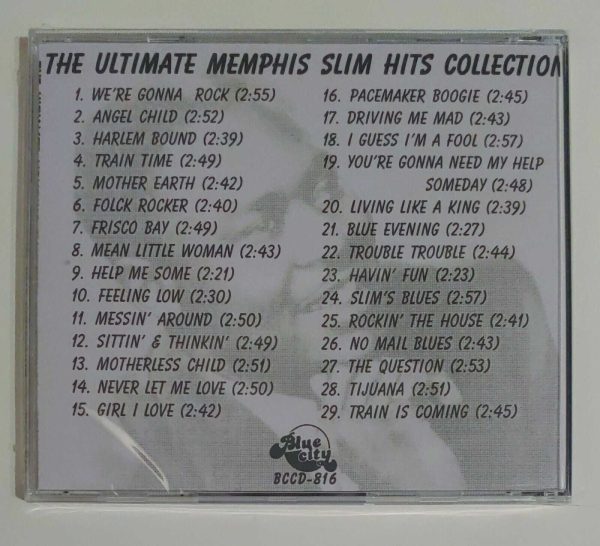 THE ULTIMATE MEMPHIS SLIM HITS COLLECTION
1. WE'RE GONNA ROCK (2:55)
2. ANGEL CHILD (2:52)
3. HARLEM BOUND (2:39)
4. TRAIN TIME (2:49)
5. MOTHER EARTH (2:42)
6. FOLCK ROCKER (2:40)
7. FRISCO BAY (2:49)
8. MEAN LITTLE WOMAN (2:43)
9. HELP ME SOME (2:21)
10. FEELING LOW (2:30)
11. MESSIN' AROUND (2:50)
12. SITTIN' & THINKIN' (2:49)
13. MOTHERLESS CHILD (2:51)
14. NEVER LET ME LOVE (2:50)
15. GIRL I LOVE (2:42)
16. PACEMAKER BOOGIE (2:45)
17. DRIVING ME MAD (2:43)
18. I GUESS I'M A FOOL (2:57)
19. YOU'RE GONNA NEED MY HELP
SOMEDAY (2:48)
20. LIVING LIKE A KING (2:39)
21. BLUE EVENING (2:27)
22. TROUBLE TROUBLE (2:44)
23. HAVIN' FUN (2:23)
24. SLIM'S BLUES (2:57)
25. ROCKIN' THE HOUSE (2:41)
26. NO MAIL BLUES (2:43)
27. THE QUESTION (2:53)
28. TIJUANA (2:51)
29. TRAIN IS COMING (2:45)
Blue
City
BCCD-816